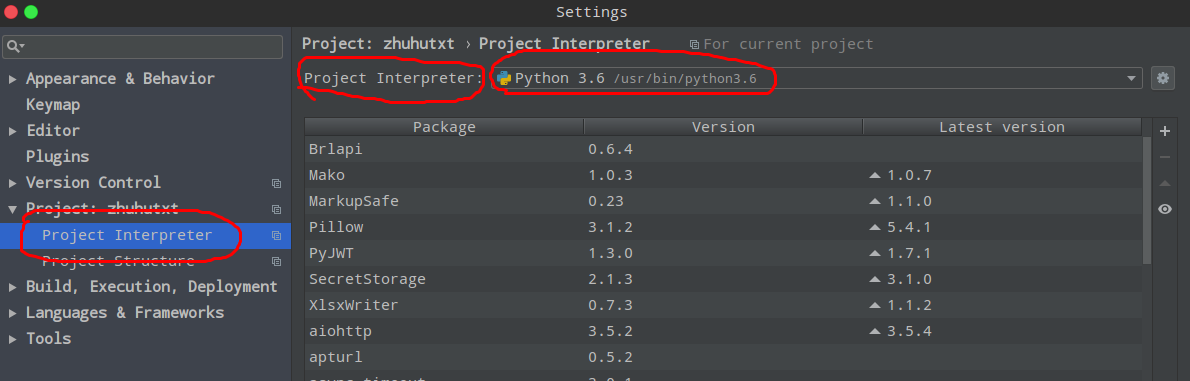 Settings
Project: zhuhutxt › Project Interpreter For current project
Appearance & Behavior
Keymap
Editor
Plugins
Version Control
Project: zhuhutxt
Project Interpreter
Project Structure
Build, Execution, Deployment
Languages & Frameworks
Tools
Project Interpreter: Python 3.6 /usr/bin/python3.6
Package Version Latest version
Brlapi 0.6.4
Mako 1.0.3 1.0.7
MarkupSafe 0.23 1.1.0
Pillow 3.1.2 5.4.1
PyJWT 1.3.0 1.7.1
SecretStorage 2.1.3 3.1.0
XlsxWriter 0.7.3 1.1.2
aiohttp 3.5.2 3.5.4
apturl 0.5.2
async-timeout 3.0.1